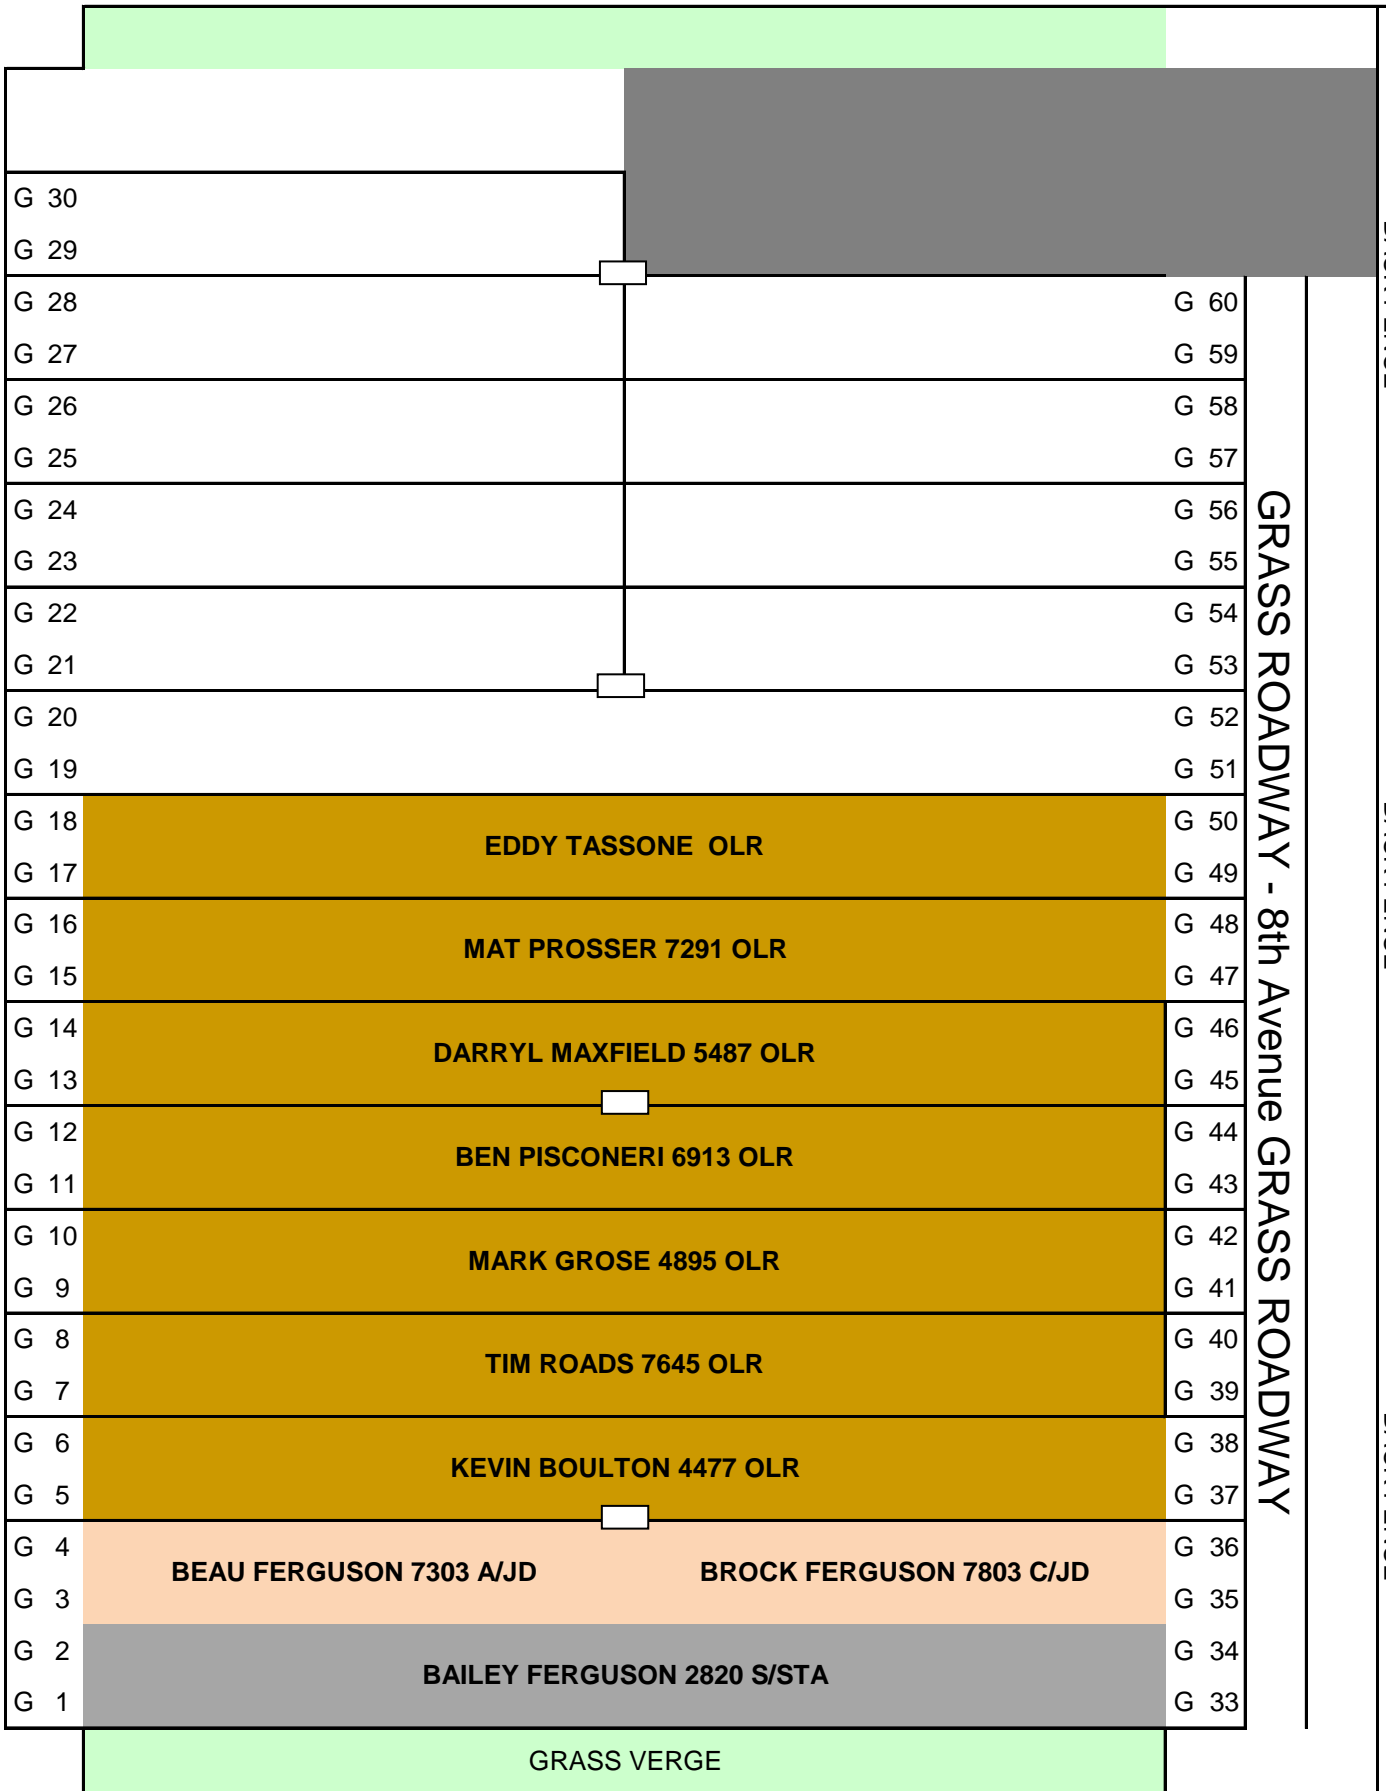 G 30
G 29
G 28 G 60
G 27 G 59
G 26 G 58
G 25 G 57
G 24 G 56
G 23 G 55
G 22 G 54
G 21 G 53
G 20 G 52
G 19 G 51
G 18 G 50
EDDY TASSONE OLR
G 17 G 49
G 16 G 48
MAT PROSSER 7291 OLR
G 15 G 47
G 14 G 46
DARRYL MAXFIELD 5487 OLR
G 13 G 45
G 12 G 44
BEN PISCONERI 6913 OLR
G 11 G 43
G 10 G 42
MARK GROSE 4895 OLR
G 9 G 41
G 8 G 40
TIM ROADS 7645 OLR
G 7 G 39
G 6 G 38
KEVIN BOULTON 4477 OLR
G 5 G 37
G 4 G 36
BEAU FERGUSON 7303 A/JD BROCK FERGUSON 7803 C/JD
G 3 G 35
G 2 G 34
BAILEY FERGUSON 2820 S/STA
G 1 G 33
GRASS VERGE
GRASS ROADWAY - 8th Avenue GRASS ROADWAY